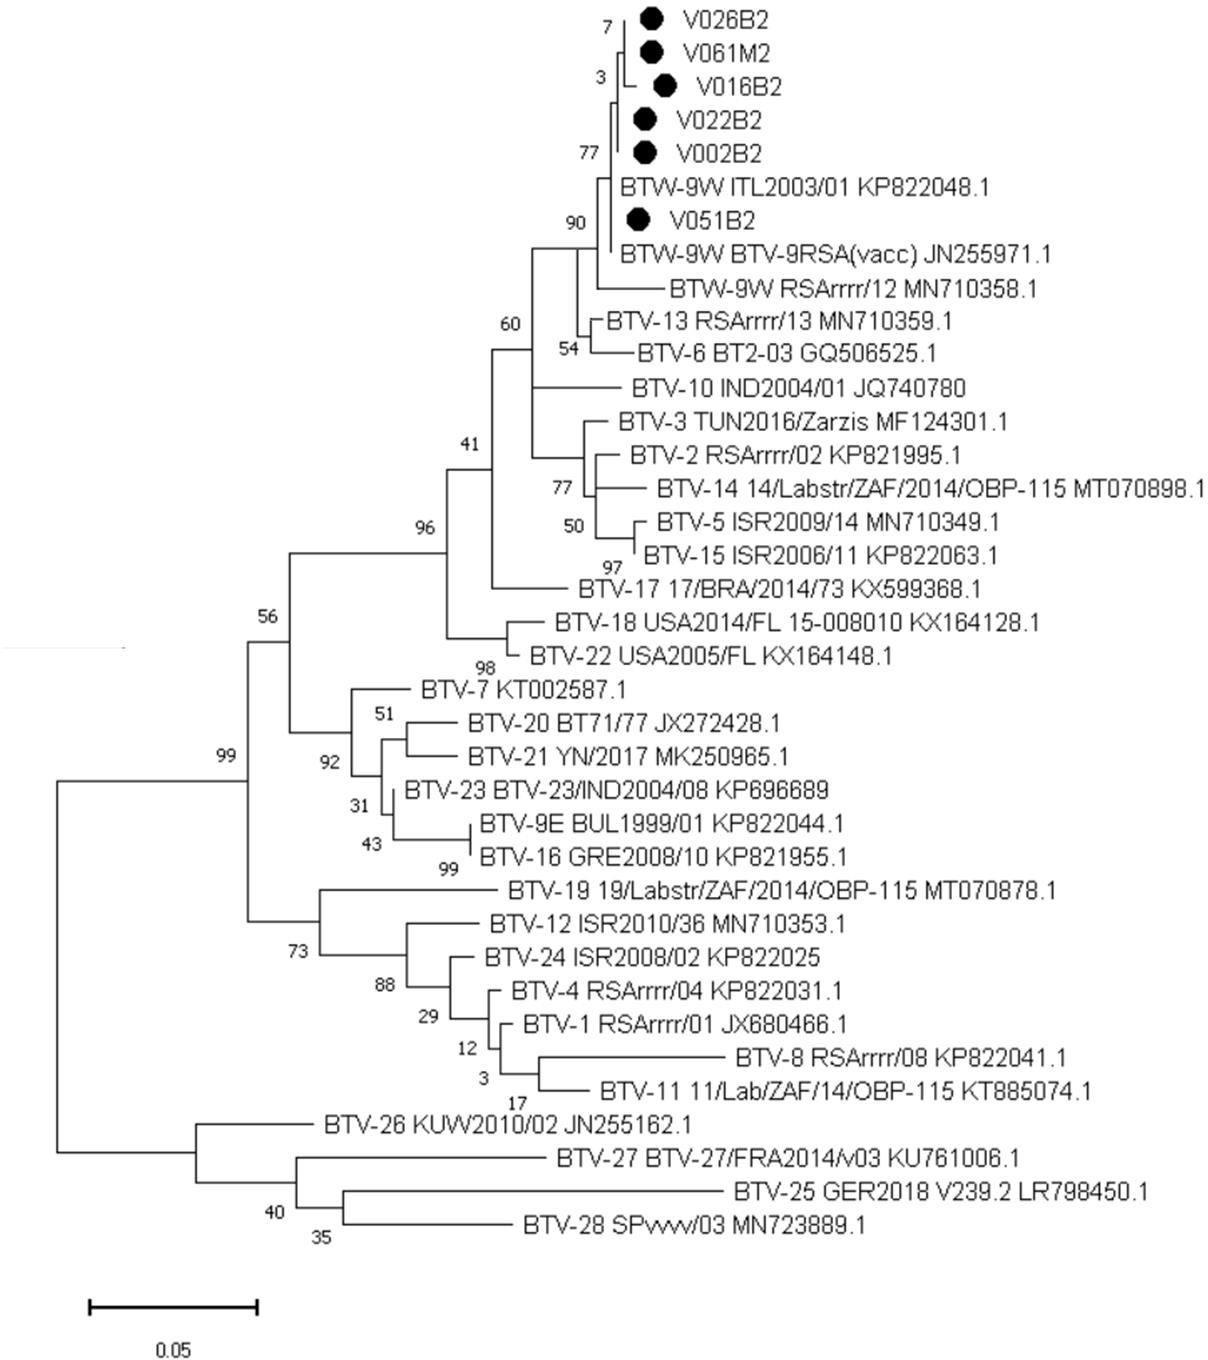 7
V026B2
V061M2
3
V016B2
V022B2
77
V002B2
BTW-9W ITL2003/01 KP822048.1
90
V051B2
BTW-9W BTV-9RSA(vacc) JN255971.1
BTW-9W RSArrrr/12 MN710358.1
60
BTV-13 RSArrrr/13 MN710359.1
54
BTV-6 BT2-03 GQ506525.1
BTV-10 IND2004/01 JQ740780
BTV-3 TUN2016/Zarzis MF124301.1
41
BTV-2 RSArrrr/02 KP821995.1
77
BTV-14 14/Labstr/ZAF/2014/OBP-115 MT070898.1
50
BTV-5 ISR2009/14 MN710349.1
96
BTV-15 ISR2006/11 KP822063.1
97
BTV-17 17/BRA/2014/73 KX599368.1
56
BTV-18 USA2014/FL 15-008010 KX164128.1
BTV-22 USA2005/FL KX164148.1
98
BTV-7 KT002587.1
51
BTV-20 BT71/77 JX272428.1
99
BTV-21 YN/2017 MK250965.1
92
BTV-23 BTV-23/IND2004/08 KP696689
31
BTV-9E BUL1999/01 KP822044.1
43
BTV-16 GRE2008/10 KP821955.1
99
BTV-19 19/Labstr/ZAF/2014/OBP-115 MT070878.1
BTV-12 ISR2010/36 MN710353.1
73
BTV-24 ISR2008/02 KP822025
88
BTV-4 RSArrrr/04 KP822031.1
29
BTV-1 RSArrrr/01 JX680466.1
12
BTV-8 RSArrrr/08 KP822041.1
3
BTV-11 11/Lab/ZAF/14/OBP-115 KT885074.1
17
BTV-26 KUW2010/02 JN255162.1
BTV-27 BTV-27/FRA2014/v03 KU761006.1
BTV-25 GER2018 V239.2 LR798450.1
40
BTV-28 SPvvvv/03 MN723889.1
35
0.05